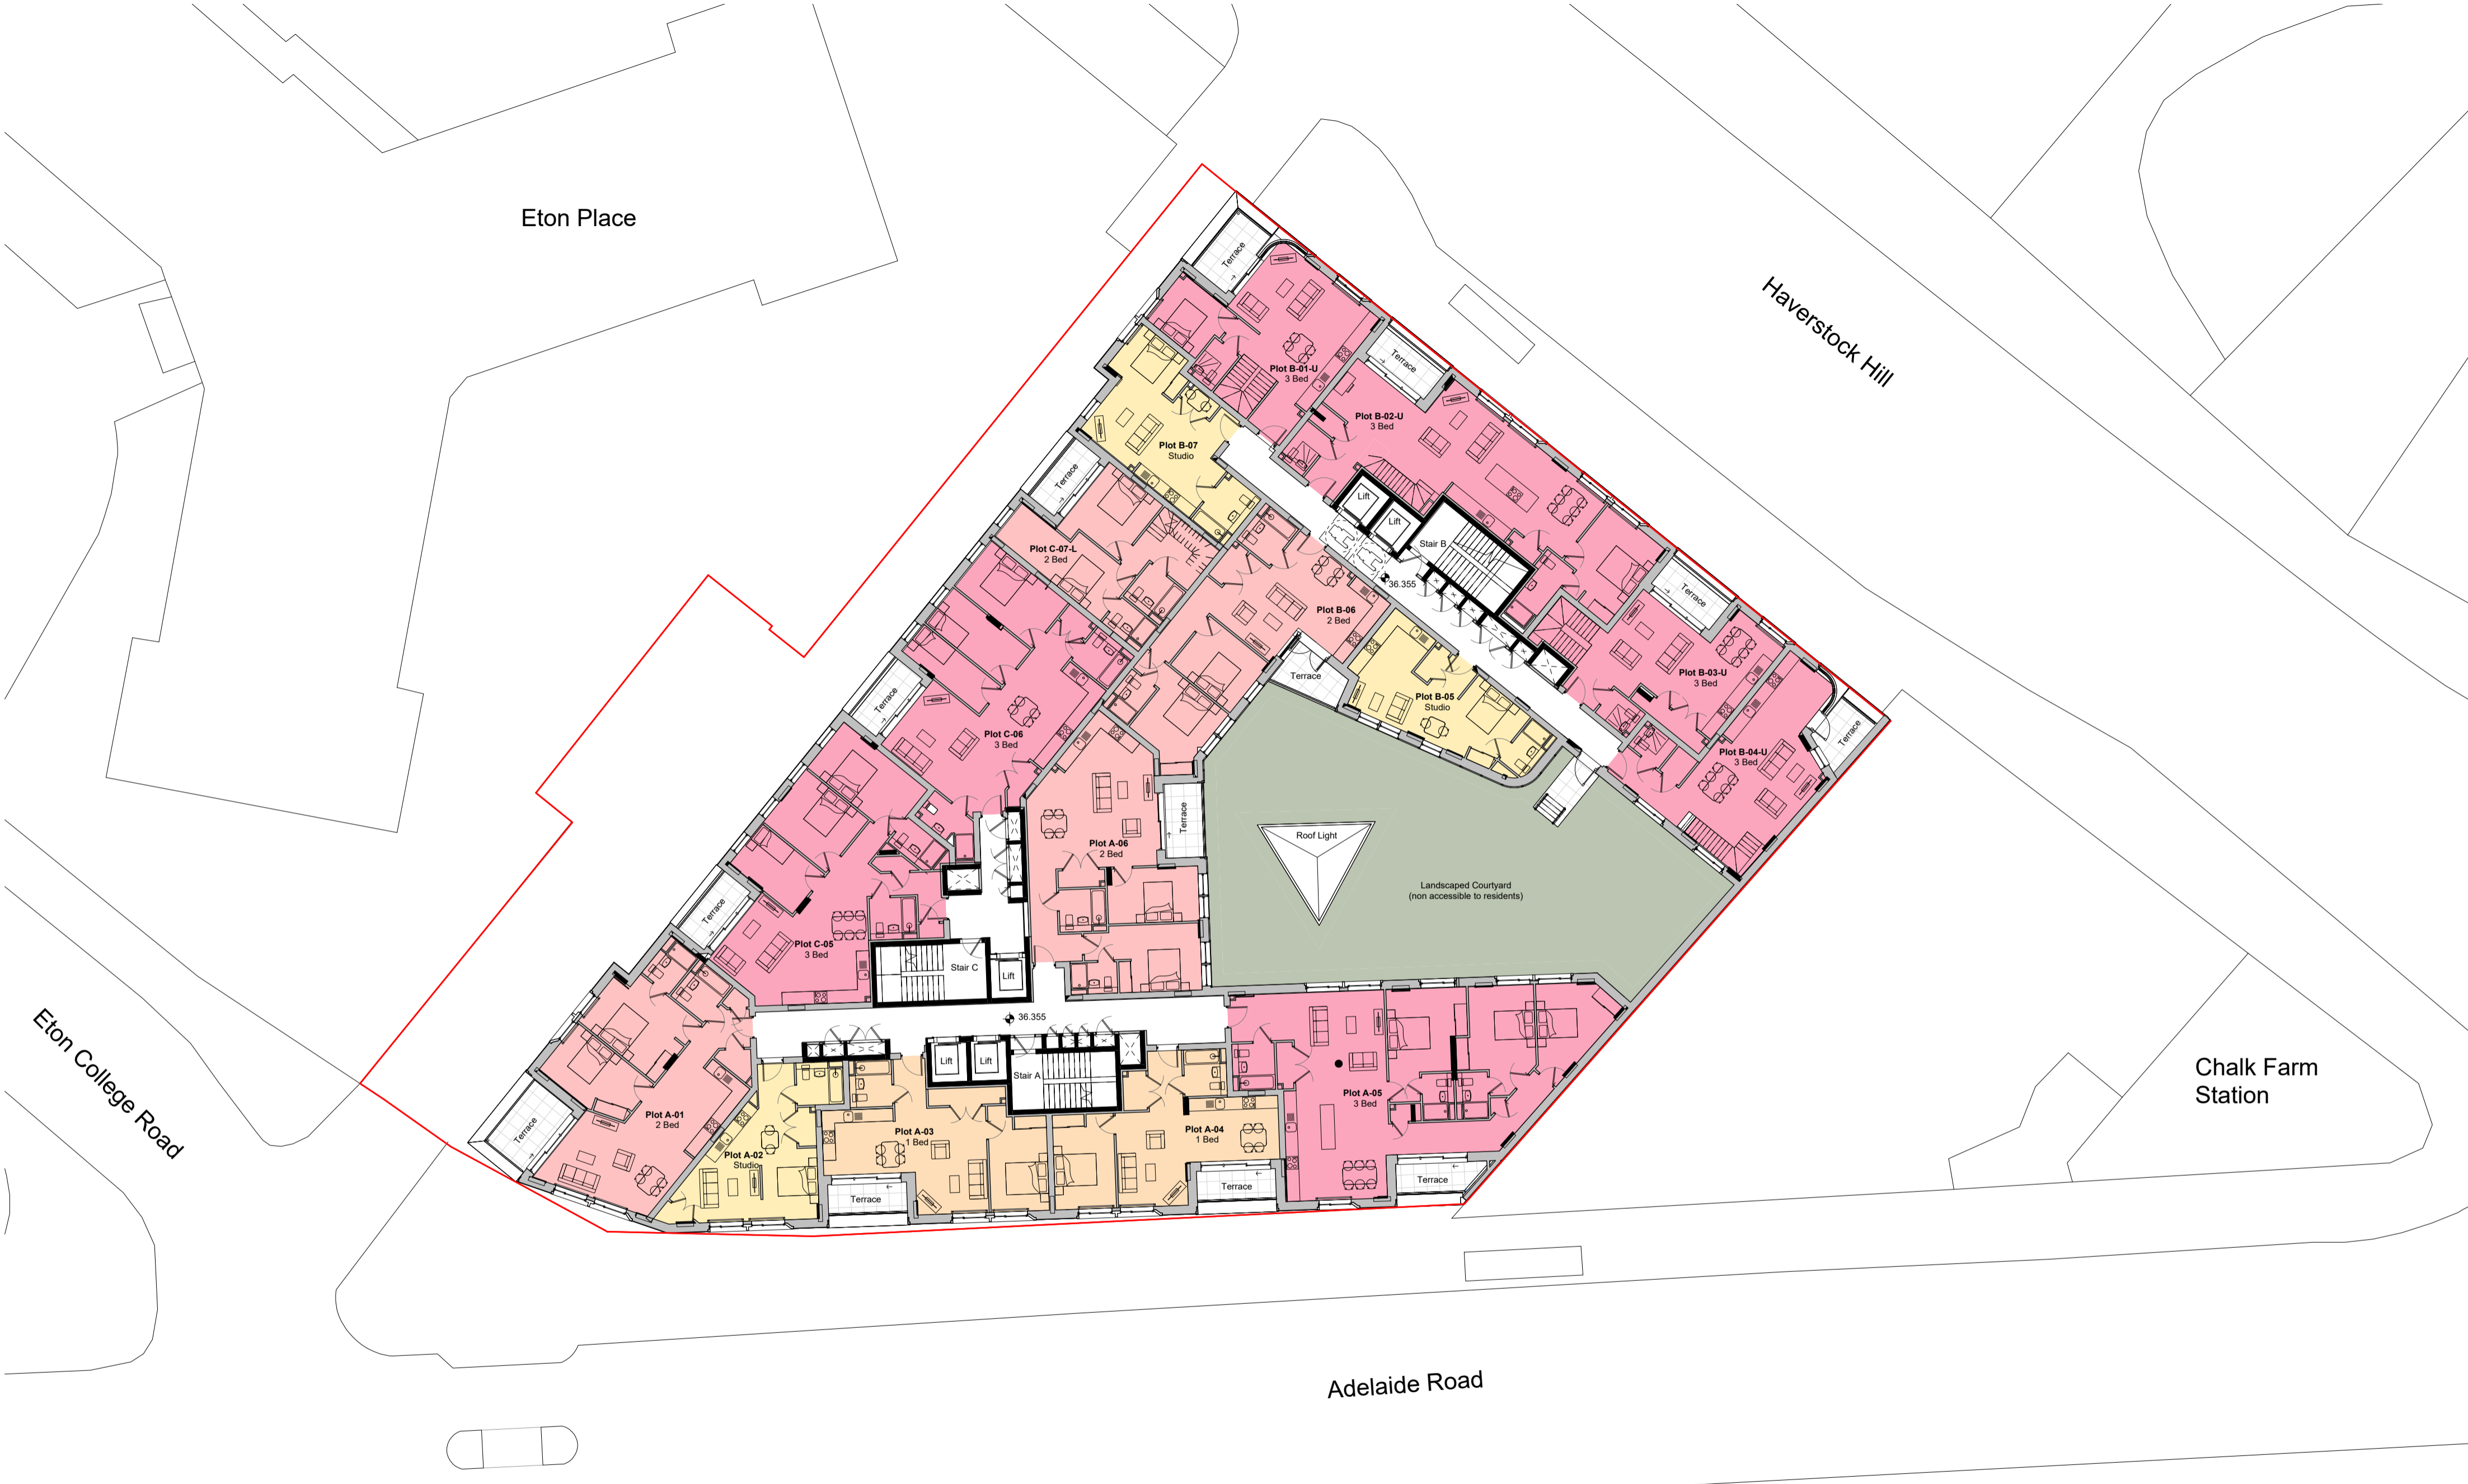 Eton Place
Haverstock Hill
Terrace
Plot B-01-U
3 Bed
Terrace
Plot B-02-U
3 Bed
Plot B-07
Studio
Terrace
Lift
Lift
Stair B
Plot C-07-L
2 Bed
36.355
Terrace
Plot B-06
2 Bed
Terrace
Plot B-03-U
3 Bed
Plot B-05
Studio
Terrace
Plot C-06
3 Bed
Terrace
Plot B-04-U
3 Bed
Terrace
Roof Light
Plot A-06
2 Bed
Landscaped Courtyard
(non accessible to residents)
Terrace
Plot C-05
3 Bed
Stair C
Lift
36.355
Eton College Road
Lift
Lift
Stair A
Chalk Farm
Station
Plot A-01
2 Bed
Terrace
Plot A-02
Studio
Plot A-03
1 Bed
Plot A-04
1 Bed
Plot A-05
3 Bed
Terrace
Terrace
Terrace
Adelaide Road